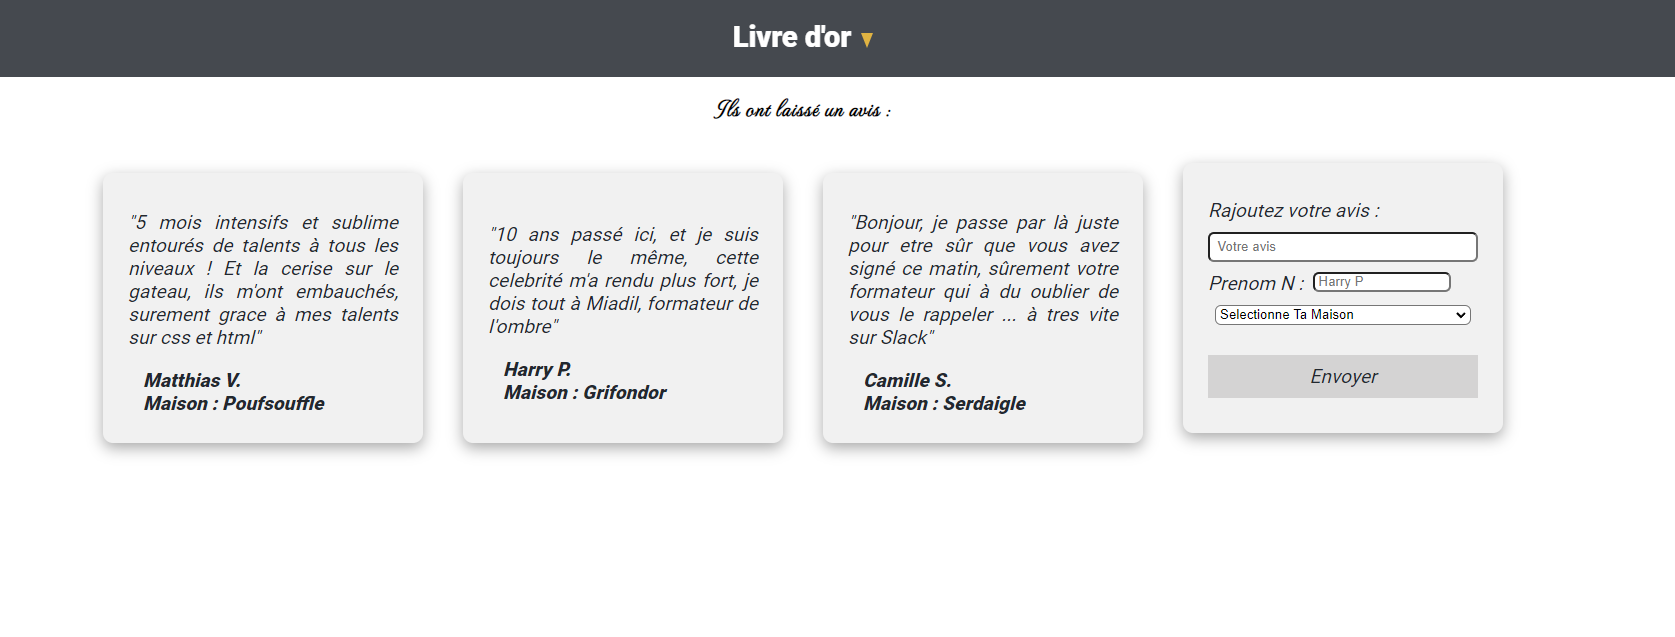 Livre d'or
Ils ont laissé un avis :
"5 mois intensifs et sublime
entourés de talents à tous les
niveaux ! Et la cerise sur le
gateau, ils m'ont embauchés,
surement grace à mes talents
sur css et html"
Matthias V.
Maison : Poufsouffle
"10 ans passé ici, et je suis
toujours le même, cette
celebrité m'a rendu plus fort, je
dois tout à Miadil, formateur de
l'ombre"
Harry P.
Maison : Grifondor
"Bonjour, je passe par là juste
pour etre sûr que vous avez
signé ce matin, sûrement votre
formateur qui à du oublier de
vous le rappeler ... à tres vite
sur Slack"
Camille S.
Maison : Serdaigle
Rajoutez votre avis :
Votre avis
Prenom N : Harry P
Selectionne Ta Maison
Envoyer